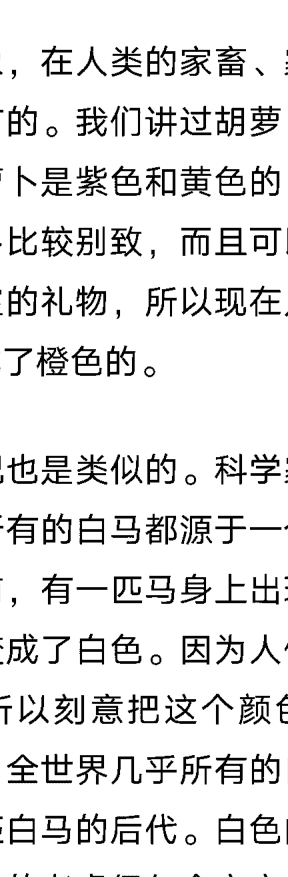 ，在人类的家畜、
的。我们讲过胡萝
卜是紫色和黄色的
比较别致，而且可
的礼物，所以现在
了橙色的。
也是类似的。科学
有的白马都源于一
，有一匹马身上出
成了白色。因为人
所以刻意把这个颜色
全世界几乎所有的
白马的后代。白色